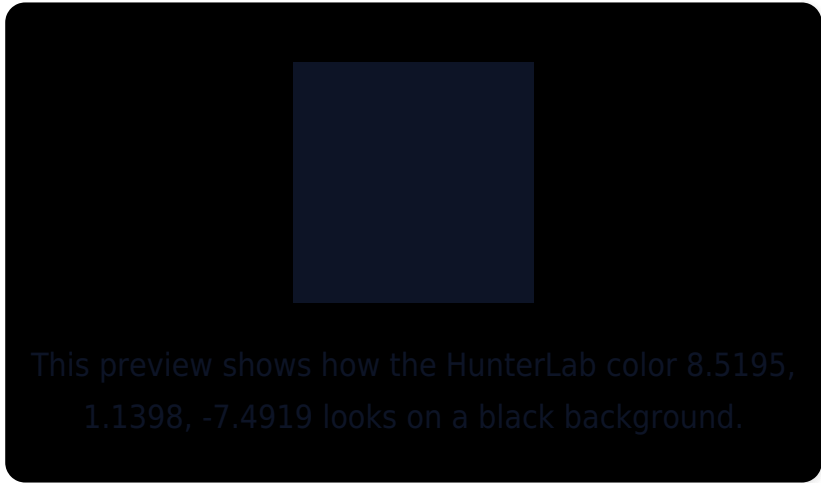 This preview shows how the HunterLab color 8.5195,
1.1398, -7.4919 looks on a black background.